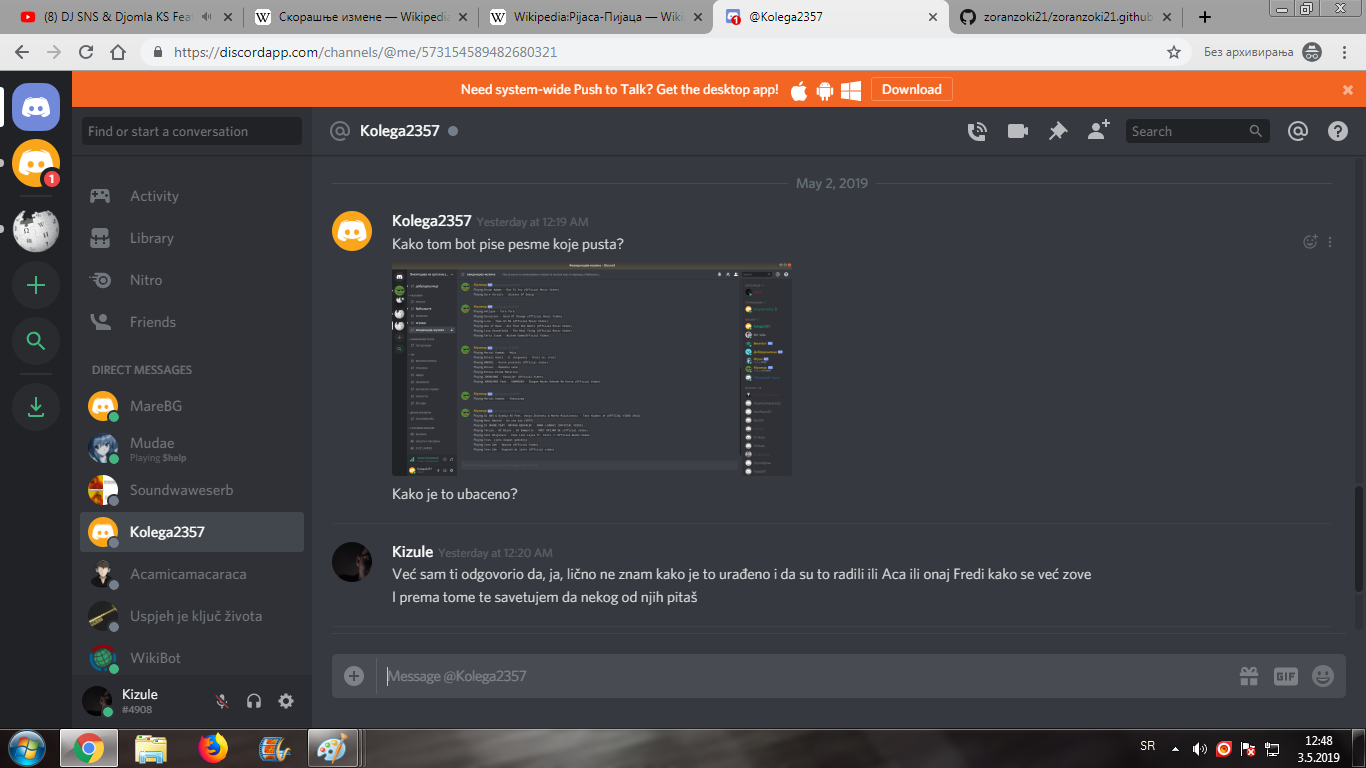 (8) DJ SNS & Djomla KS Feat
Скорашње измене — Wikipedia
Wikipedia:Pijaca-Пијаца — Wiki
@Kolega2357
zoranzoki21/zoranzoki21.github
https://discordapp.com/channels/@me/573154589482680321
Без архивирања
Need system-wide Push to Talk? Get the desktop app!
Download
Find or start a conversation
Kolega2357
Search
Activity
Library
Nitro
Friends
DIRECT MESSAGES
MareBG
Mudae
Playing $help
Soundwaweserb
Kolega2357
Acamicamacaraca
Uspjeh je ključ života
WikiBot
Kizule
#4908
1
May 2, 2019
Kolega2357 Yesterday at 12:19 AM
Kako tom bot pise pesme koje pusta?
Kako je to ubaceno?
Kizule Yesterday at 12:20 AM
Već sam ti odgovorio da, ja, lično ne znam kako je to urađeno i da su to radili ili Aca ili onaj Fredi kako se već zove
I prema tome te savetujem da nekog od njih pitaš
Message @Kolega2357
GIF
SR
12:48
3.5.2019